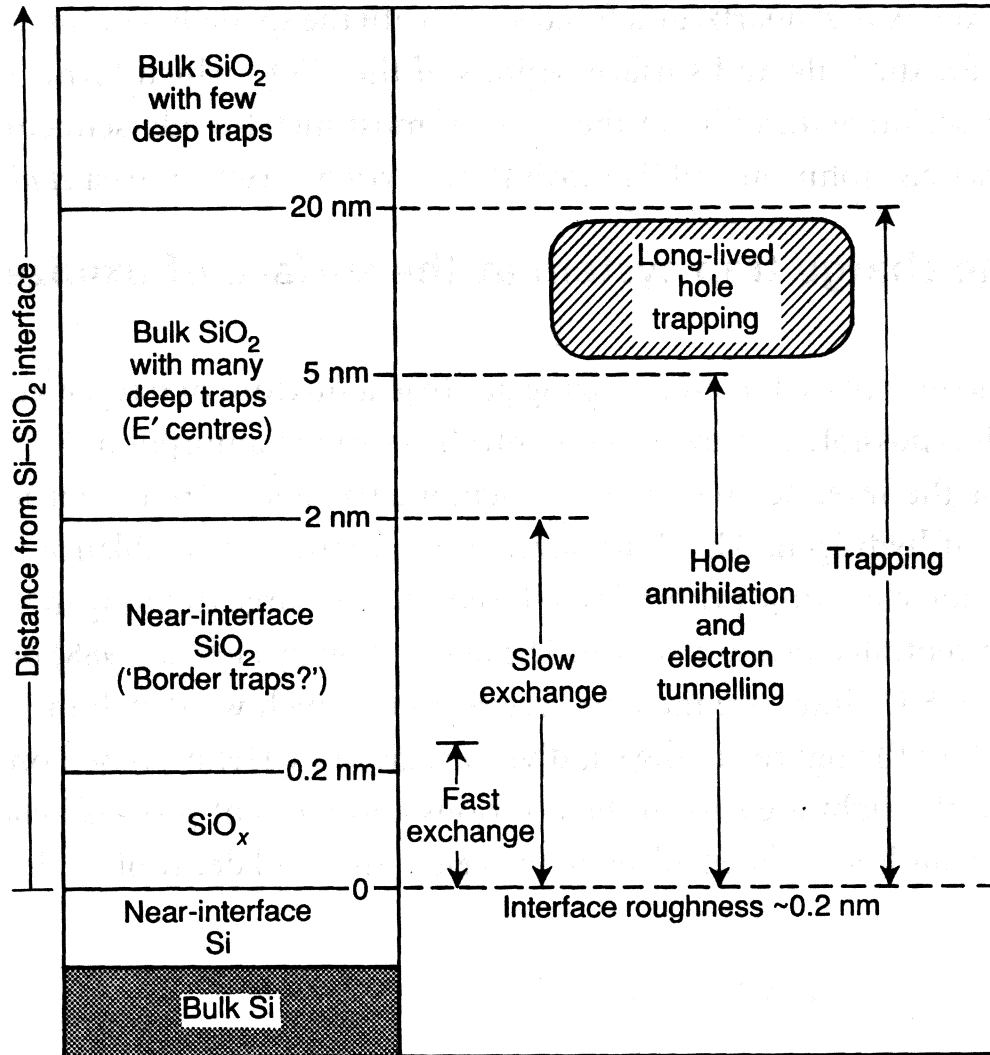 Distance from Si–SiO₂ interface
Bulk SiO₂
with few
deep traps
20 nm
Bulk SiO₂
with many
deep traps
(E′ centres)
5 nm
2 nm
Near-interface
SiO₂
('Border traps?')
0.2 nm
SiOₓ
0
Near-interface
Si
Bulk Si
Long-lived
hole
trapping
Fast
exchange
Slow
exchange
Hole
annihilation
and
electron
tunnelling
Trapping
Interface roughness ~0.2 nm